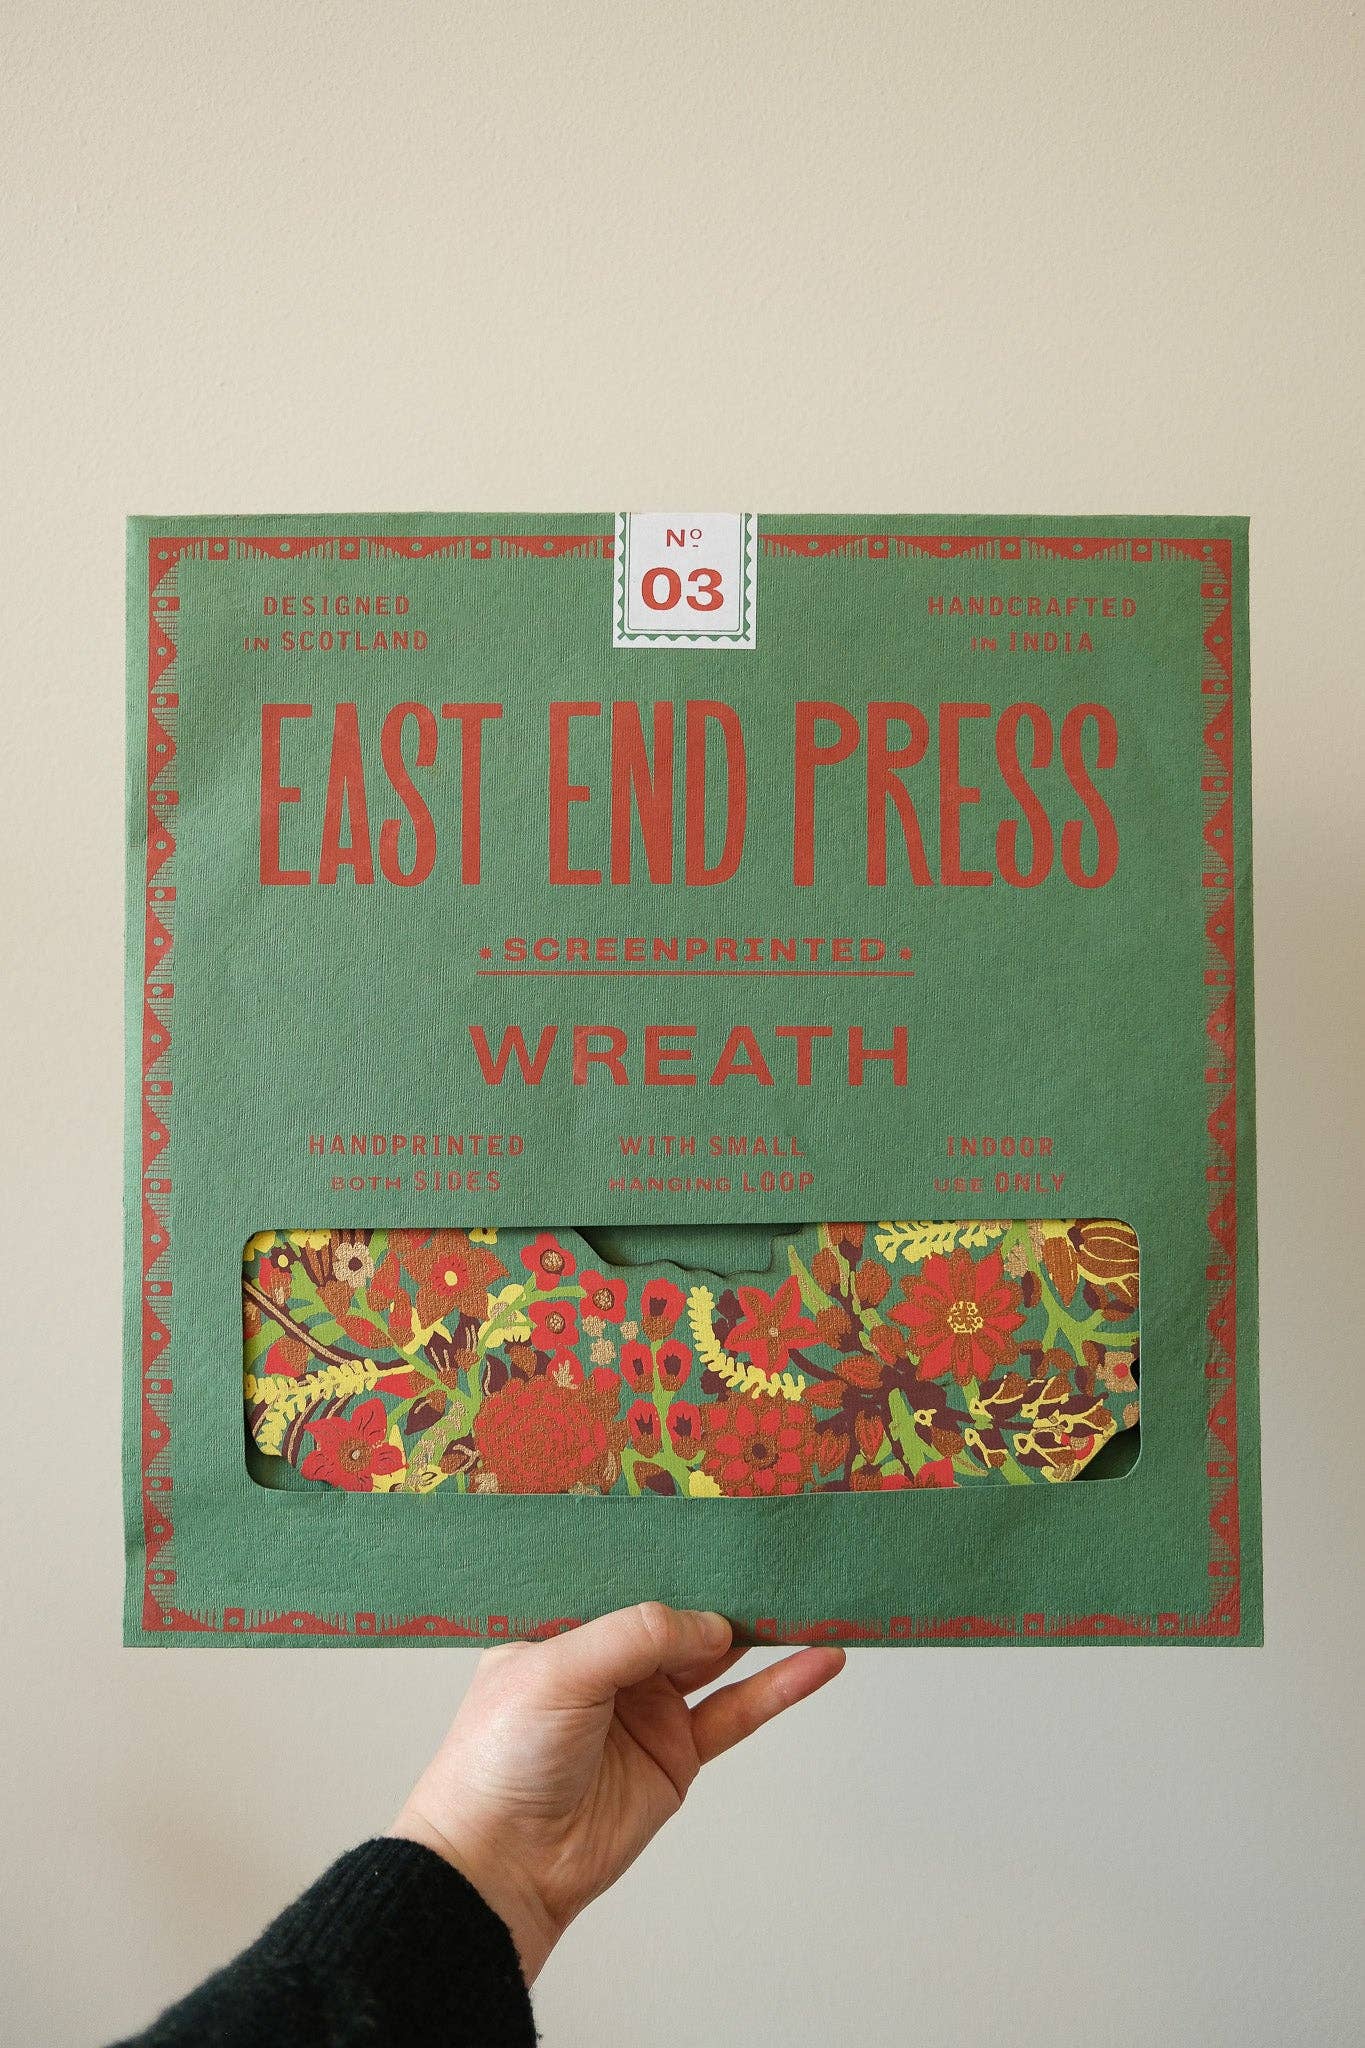 Nº
03
DESIGNED
IN SCOTLAND
HANDCRAFTED
IN INDIA
EAST END PRESS
* SCREENPRINTED *
WREATH
HANDPRINTED
BOTH SIDES
WITH SMALL
HANGING LOOP
INDOOR
USE ONLY